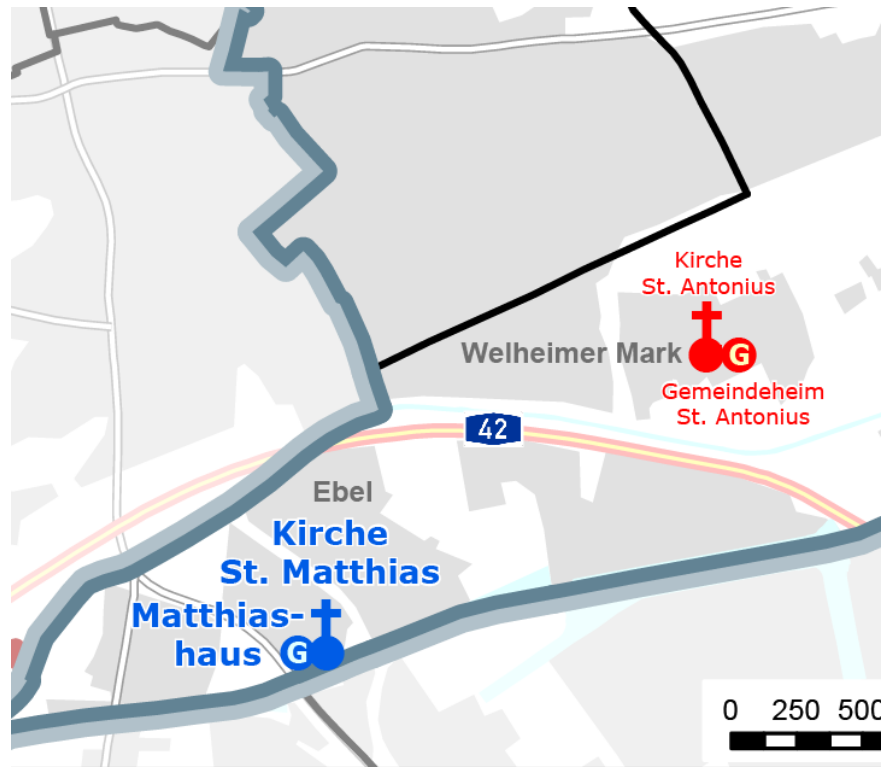 Kirche
St. Antonius
Welheimer Mark
G
Gemeindeheim
St. Antonius
42
Ebel
Kirche
St. Matthias
Matthias-
haus
G
0 250 500